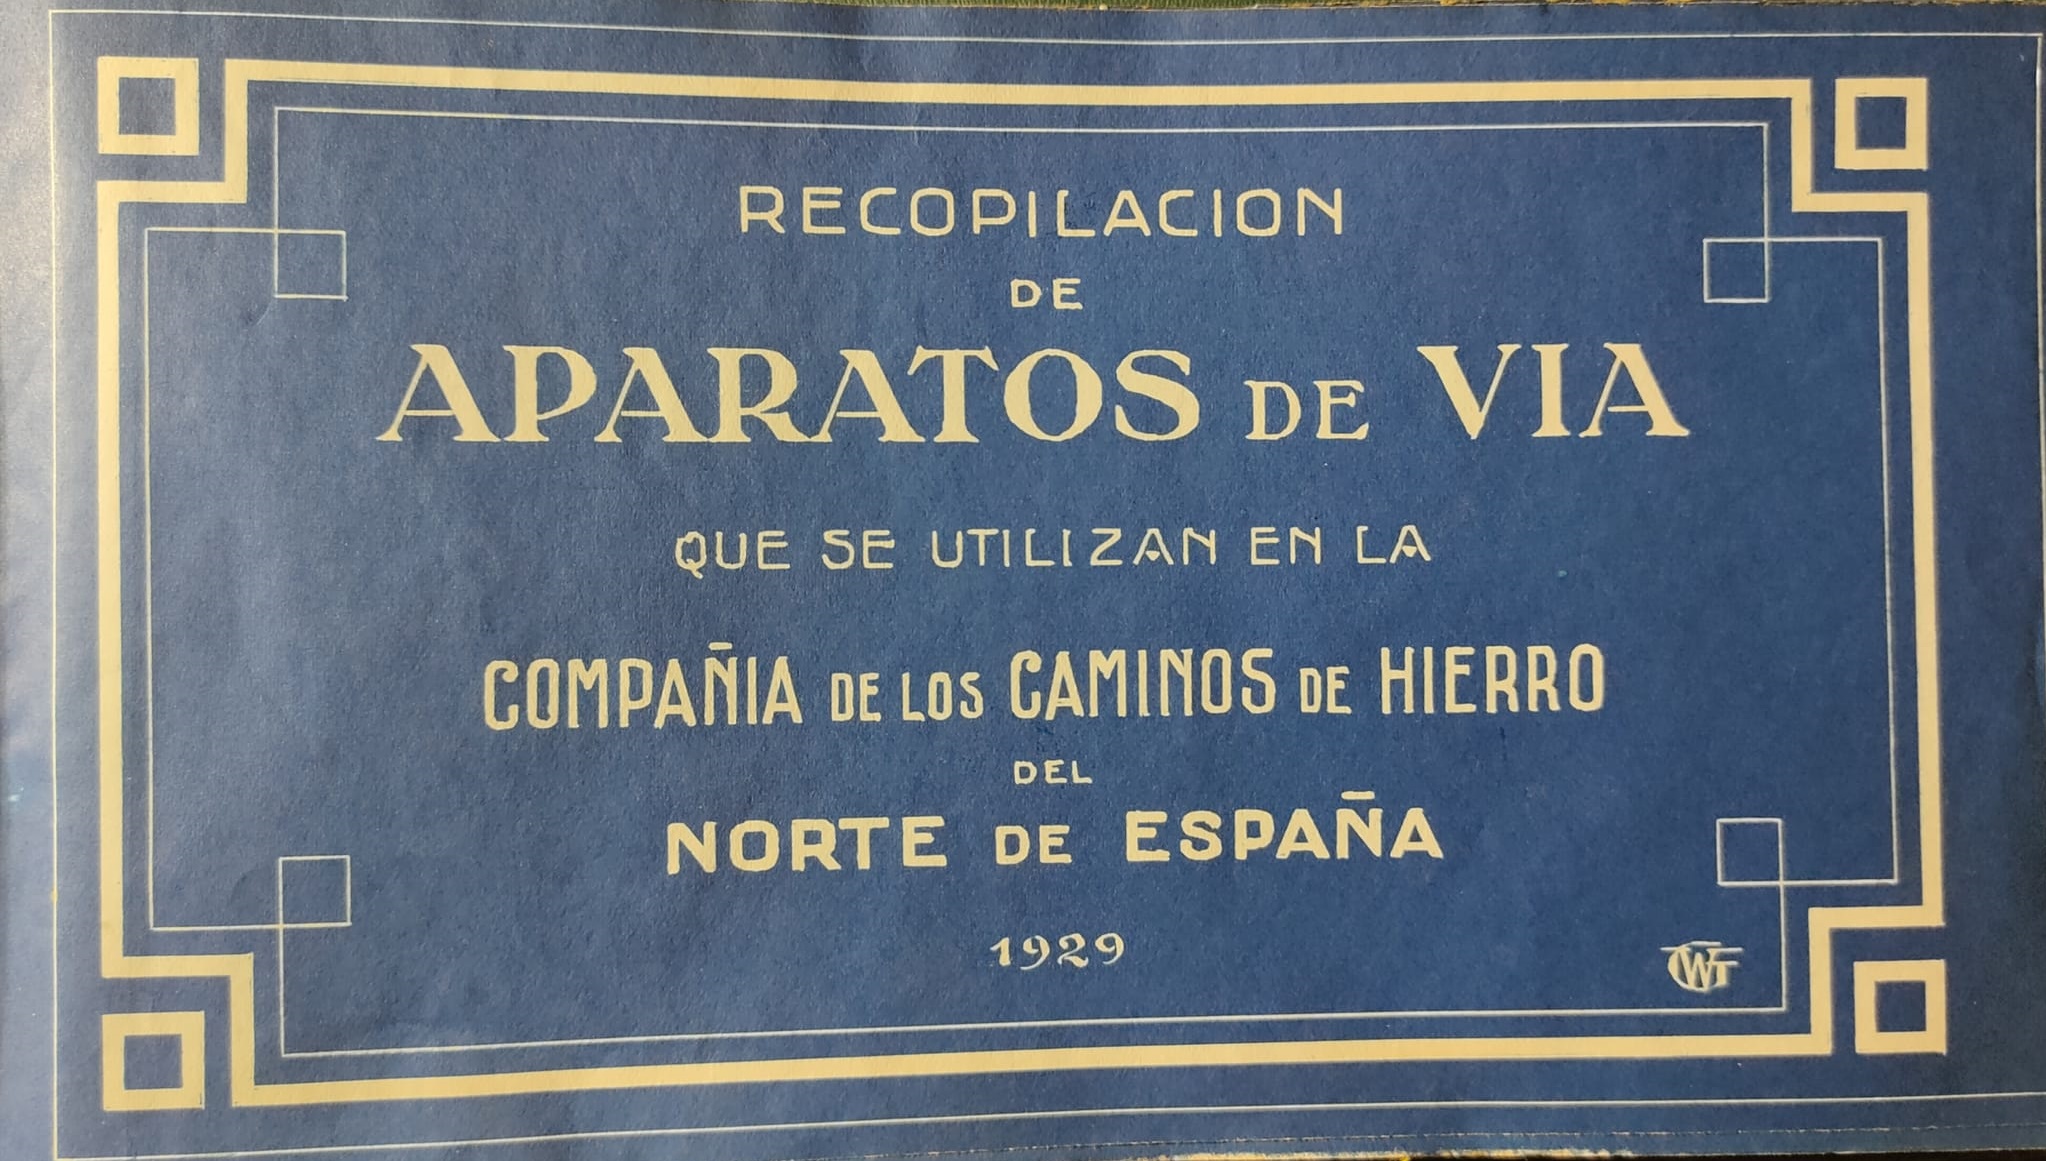 RECOPILACION
DE
APARATOS DE VIA
QUE SE UTILIZAN EN LA
COMPAÑIA DE LOS CAMINOS DE HIERRO
DEL
NORTE DE ESPAÑA
1929